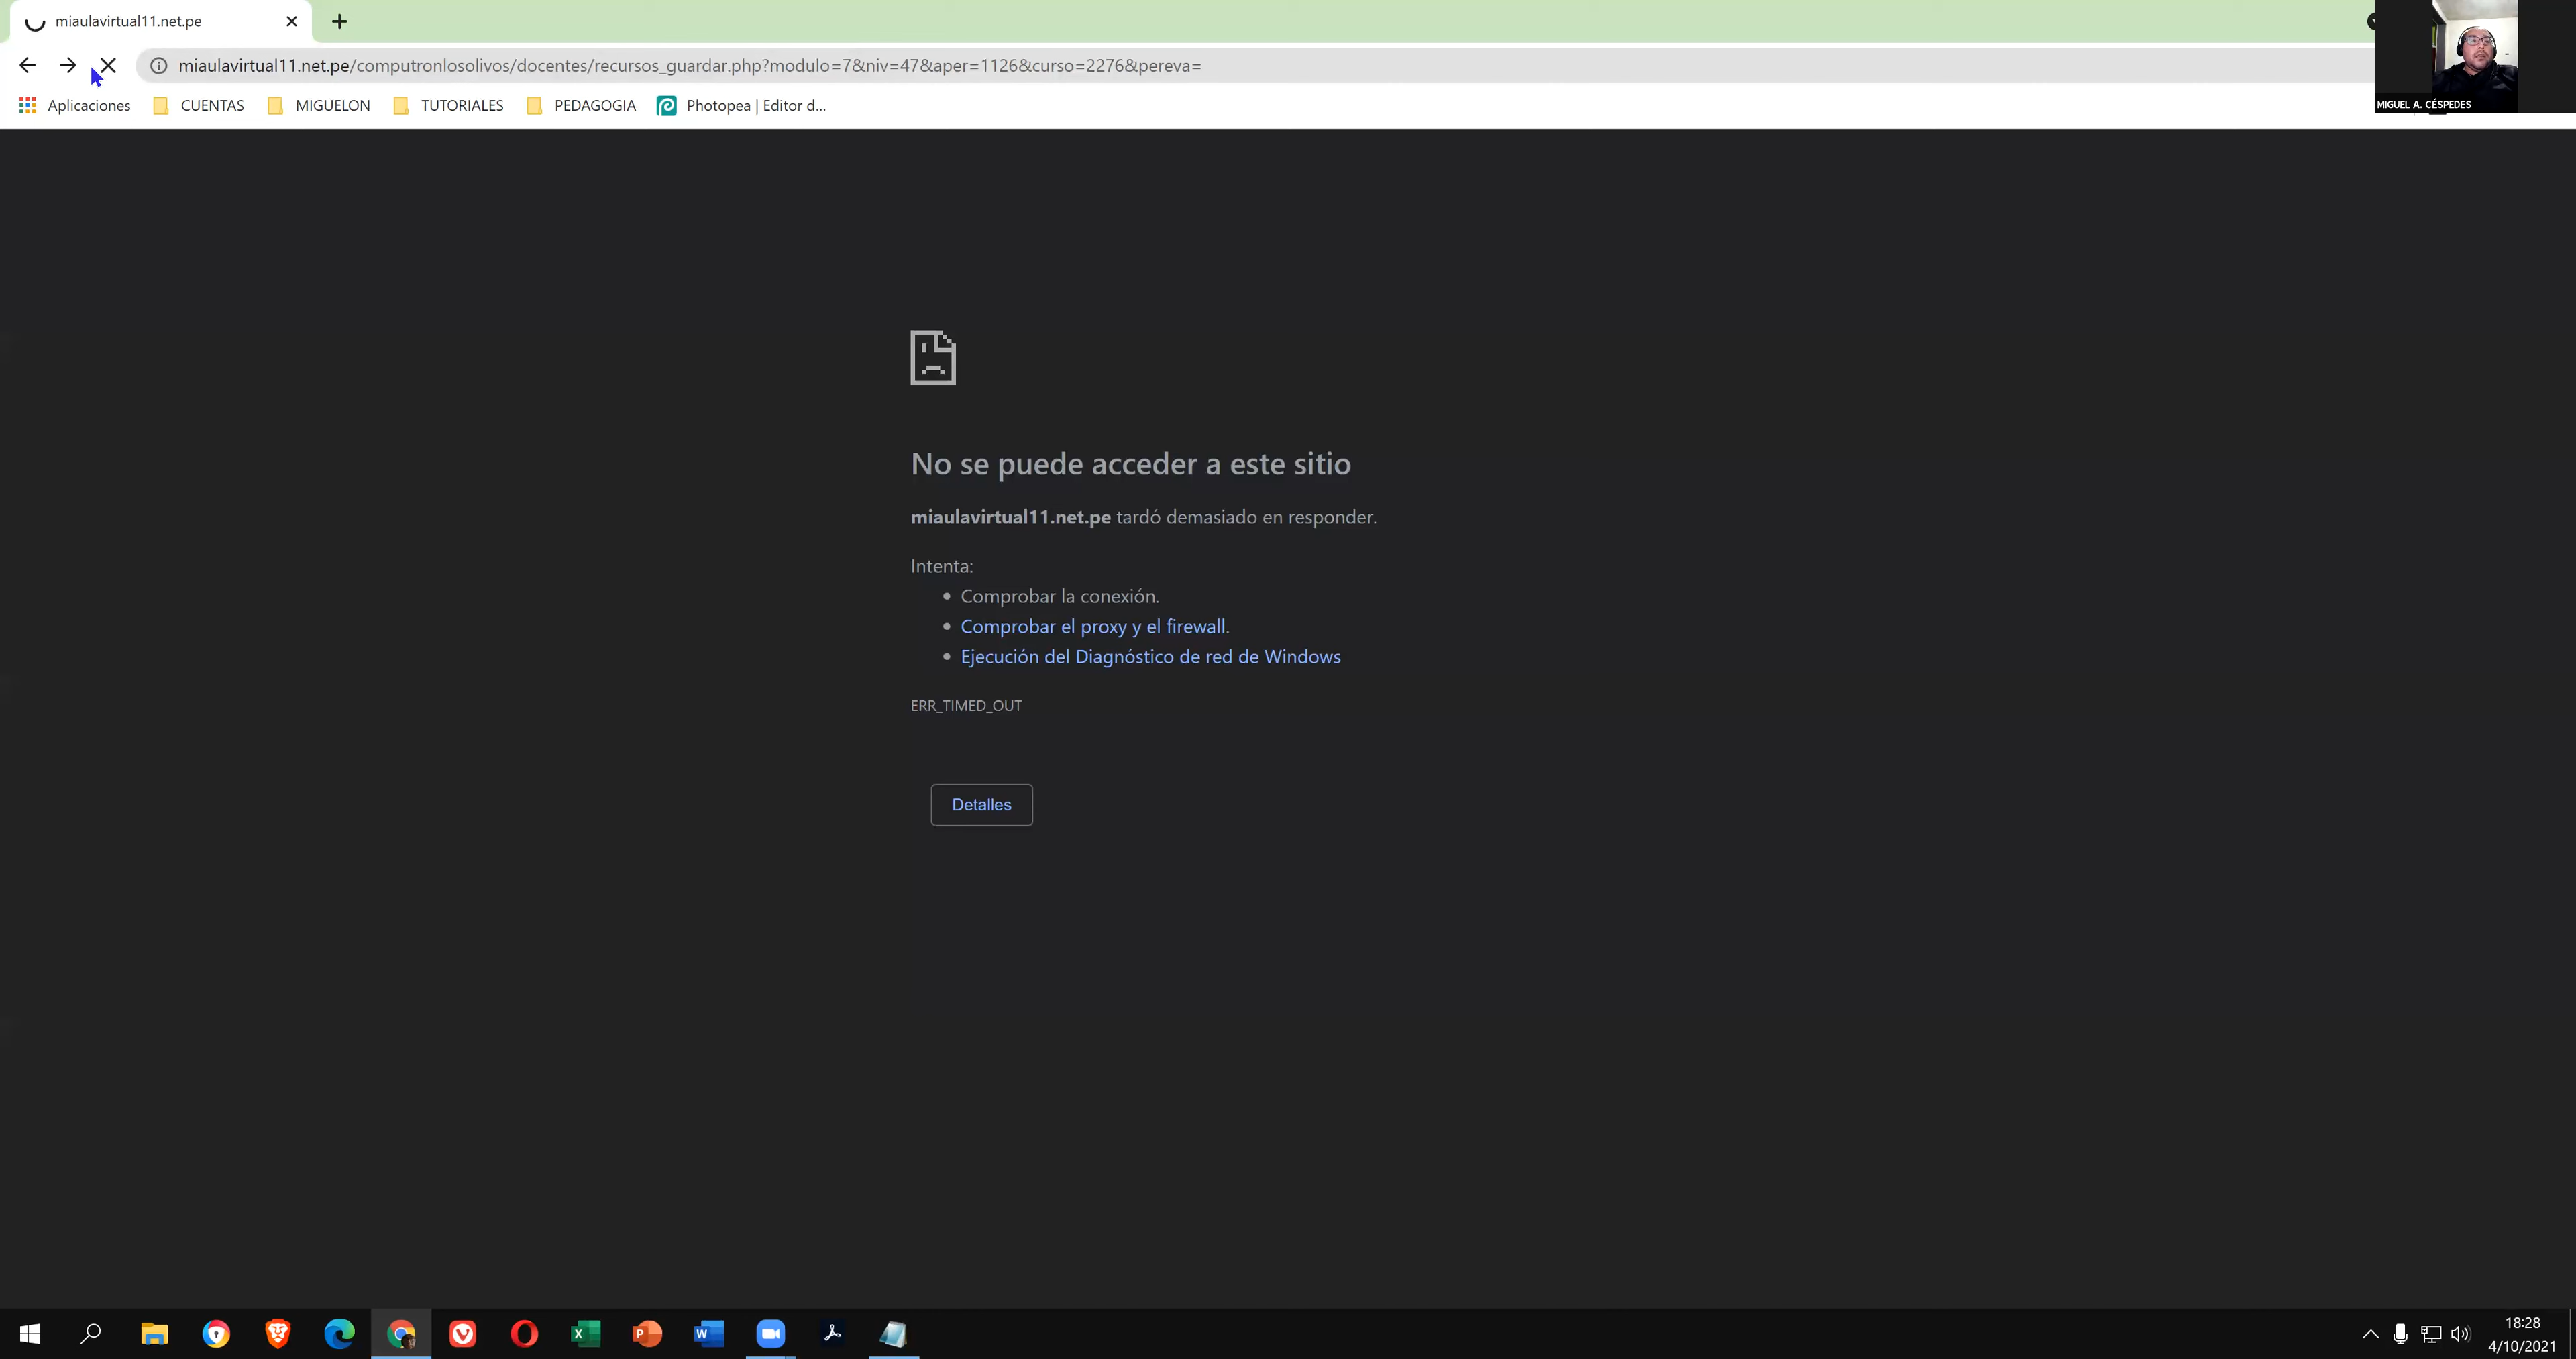 miaulavirtual11.net.pe
miaulavirtual11.net.pe/computronlosolivos/docentes/recursos_guardar.php?modulo=7&niv=47&aper=1126&curso=2276&pereva=
Aplicaciones CUENTAS MIGUELON TUTORIALES PEDAGOGIA Photopea | Editor d...
MIGUEL A. CÉSPEDES
No se puede acceder a este sitio
miaulavirtual11.net.pe tardó demasiado en responder.
Intenta:
Comprobar la conexión.
Comprobar el proxy y el firewall.
Ejecución del Diagnóstico de red de Windows
ERR_TIMED_OUT
Detalles
18:28
4/10/2021